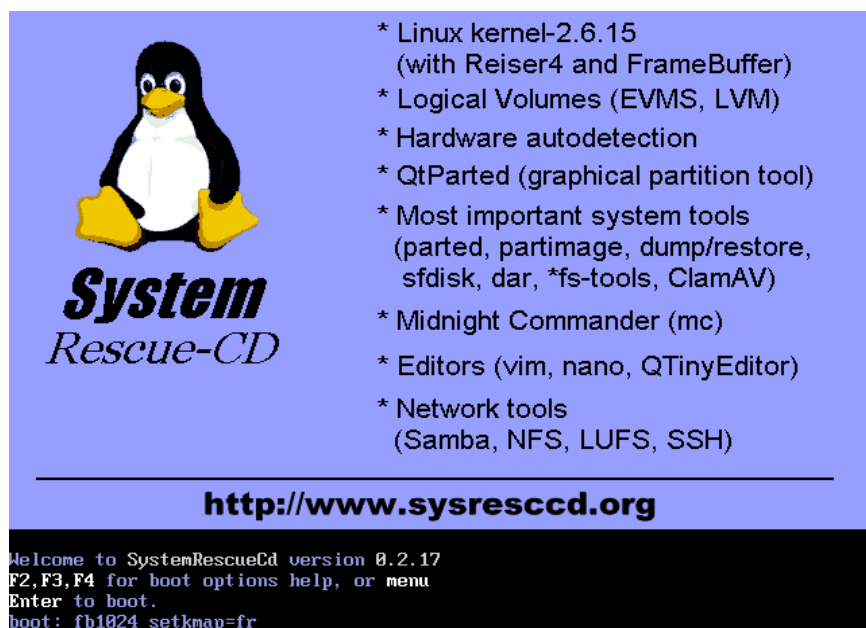 * Linux kernel-2.6.15
(with Reiser4 and FrameBuffer)
* Logical Volumes (EVMS, LVM)
* Hardware autodetection
* QtParted (graphical partition tool)
* Most important system tools
(parted, partimage, dump/restore,
sfdisk, dar, *fs-tools, ClamAV)
* Midnight Commander (mc)
* Editors (vim, nano, QTinyEditor)
* Network tools
(Samba, NFS, LUFS, SSH)
System
Rescue-CD
http://www.sysresccd.org
Welcome to SystemRescueCd version 0.2.17
F2,F3,F4 for boot options help, or menu
Enter to boot.
boot: fb1024 setkmap=fr